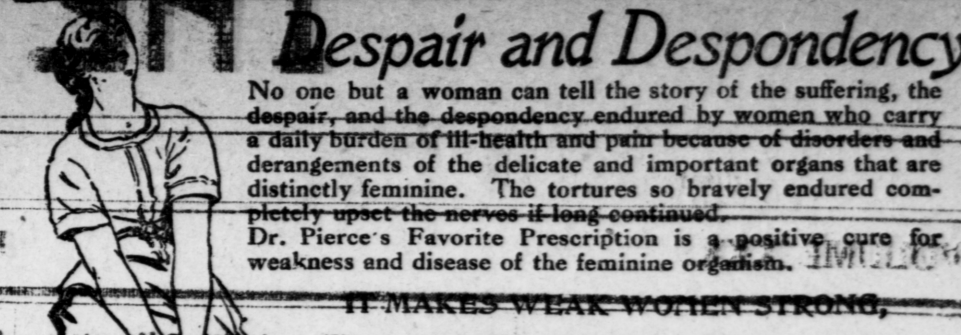 Despair and Despondency
No one but a woman can tell the story of the suffering, the
despair, and the despondency endured by women who carry
a daily burden of ill-health and pain because of disorders and
derangements of the delicate and important organs that are
distinctly feminine. The tortures so bravely endured com-
pletely upset the nerves if long continued.
Dr. Pierce's Favorite Prescription is a positive cure for
weakness and disease of the feminine organism.
IT MAKES WEAK WOMEN STRONG,